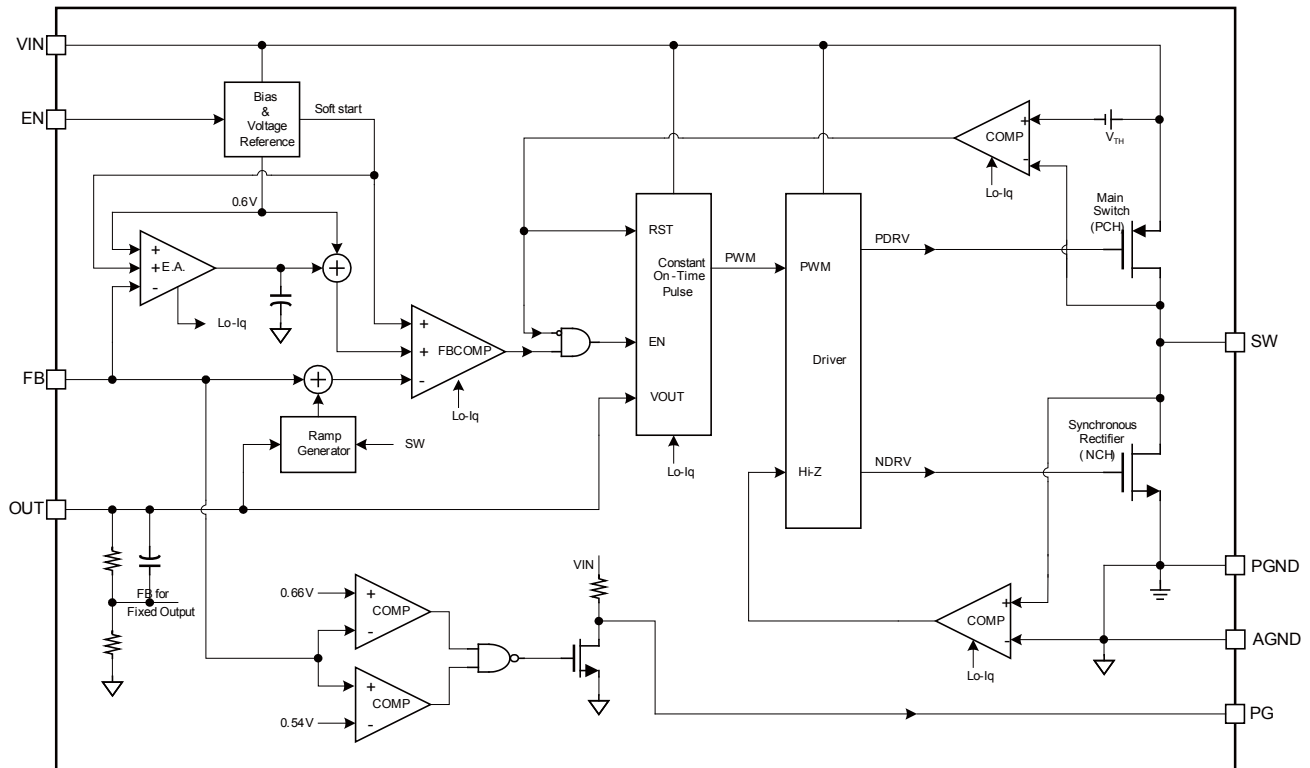 VIN
EN
Bias
&
Voltage
Reference
Soft start
COMP
+
-
VTH
Lo-Iq
0.6V
Main
Switch
(PCH)
+
+
-
E.A.
+
Lo-Iq
RST
Constant
On-Time
Pulse
EN
VOUT
PWM
PWM
PDRV
Driver
Hi-Z
NDRV
+
+
-
FBCOMP
Lo-Iq
Lo-Iq
SW
FB
+
Ramp
Generator
SW
Synchronous
Rectifier
(NCH)
OUT
FB for
Fixed Output
VIN
PGND
0.66V
+
COMP
-
COMP
+
-
Lo-Iq
AGND
+
COMP
-
0.54V
PG